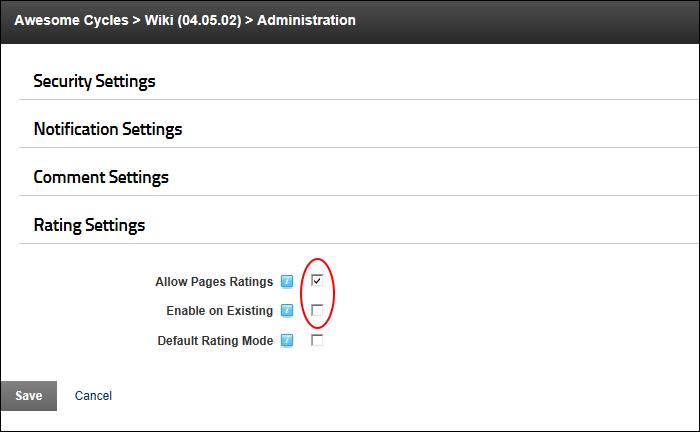 Awesome Cycles > Wiki (04.05.02) > Administration
Security Settings
Notification Settings
Comment Settings
Rating Settings
Allow Pages Ratings
Enable on Existing
Default Rating Mode
Save Cancel